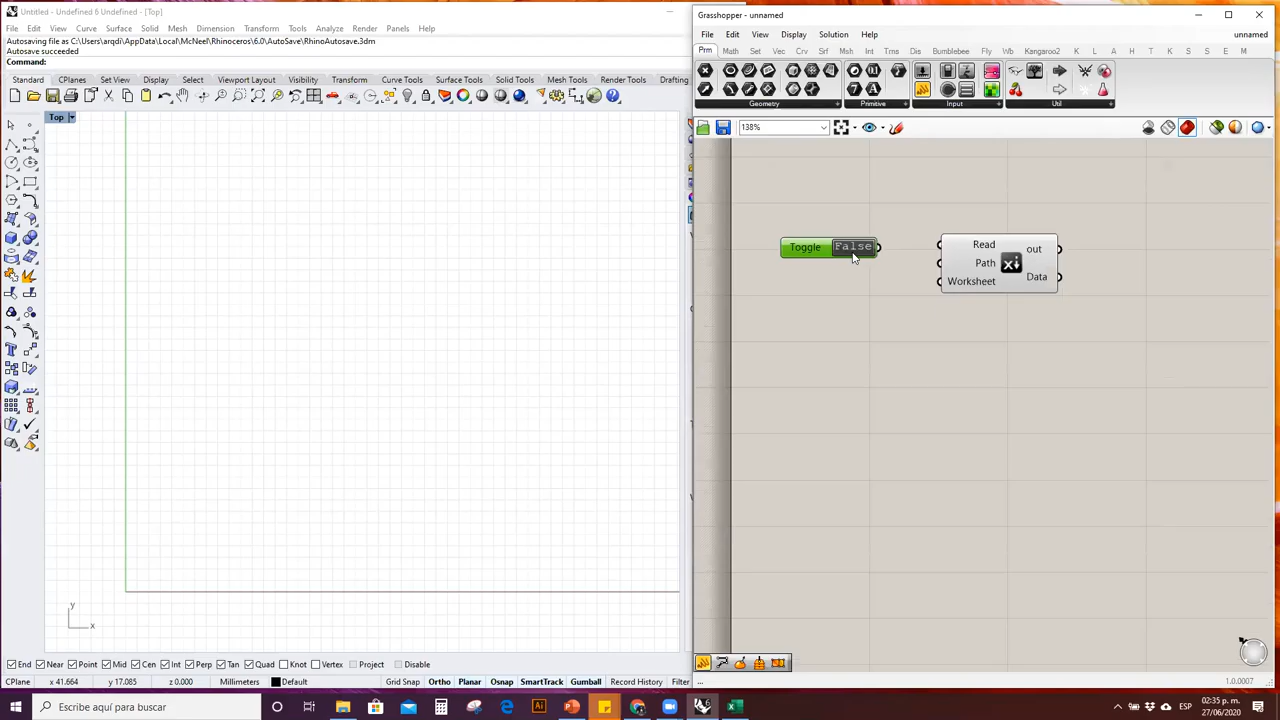 Untitled - Undefined 6 Undefined - [Top]
File Edit View Curve Surface Solid Mesh Dimension Transform Tools Analyze Render Panels Help
Autosaving file as C:\Users\arqdi\AppData\Local\McNeel\Rhinoceros\6.0\AutoSave\RhinoAutosave.3dm
Autosave succeeded
Command:
Standard CPlanes Set View Display Select Viewport Layout Visibility Transform Curve Tools Surface Tools Solid Tools Mesh Tools Render Tools Drafting
Top
y
x
End Near Point Mid Cen Int Perp Tan Quad Knot Vertex Project Disable
CPlane x 41.664 y 17.085 z 0.000 Millimeters Default Grid Snap Ortho Planar Osnap SmartTrack Gumball Record History Filter
Grasshopper - unnamed
File Edit View Display Solution Help unnamed
Prm Math Set Vec Crv Srf Msh Int Trns Dis Bumblebee Fly Wb Kangaroo2 K L A H T R E K S S E M
Geometry Primitive Input Util
138%
Toggle False
Read
Path
Worksheet
out
Data
...
1.0.0007
Escribe aquí para buscar
ESP
02:35 p. m.
27/06/2020